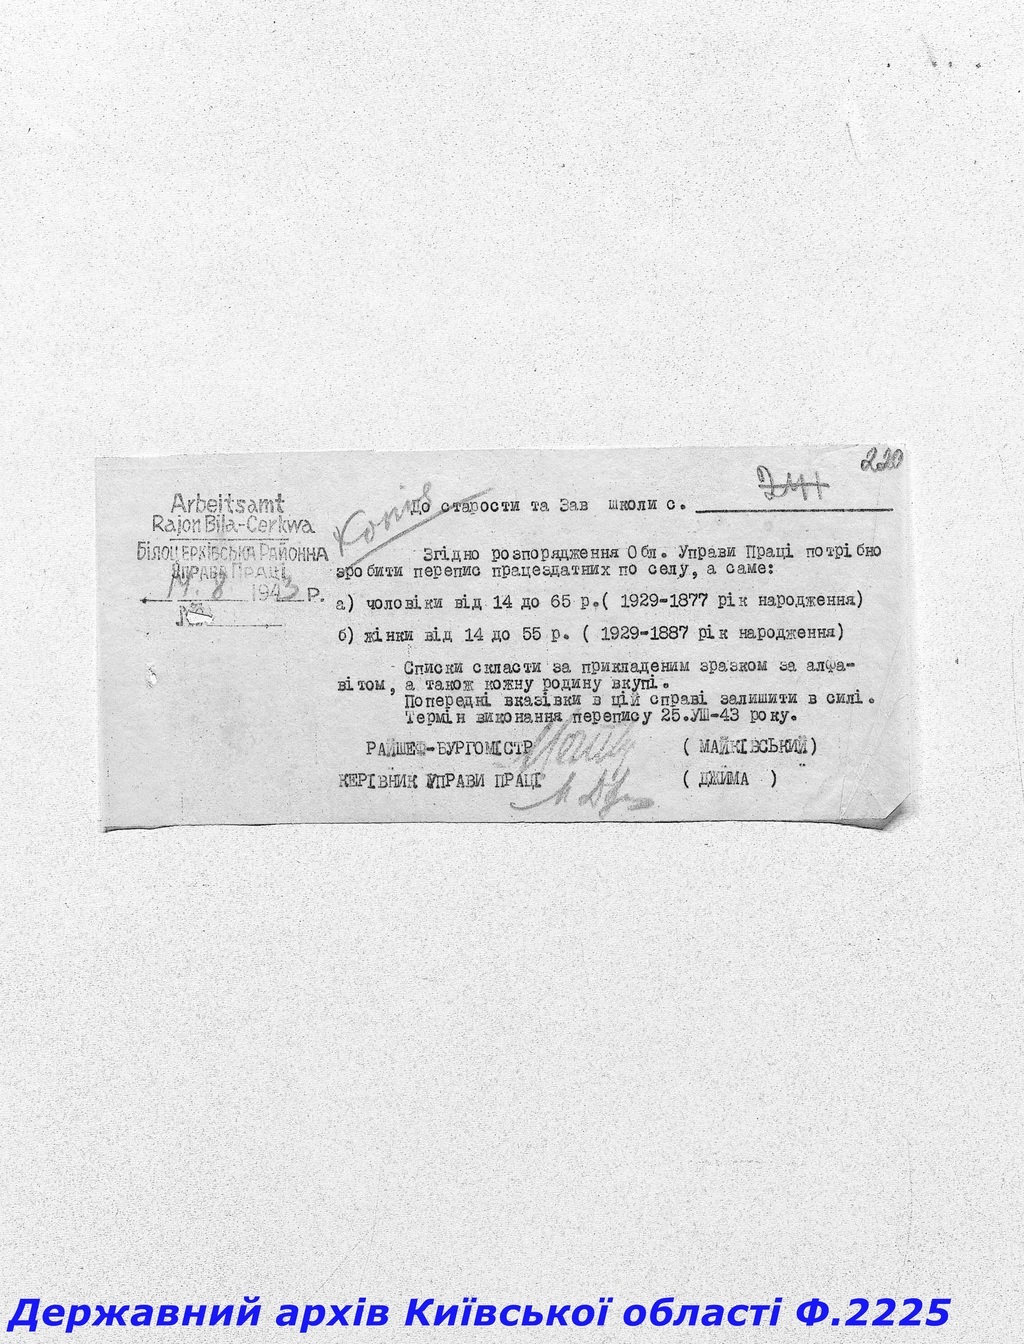 220
241
Arbeitsamt
Rajon Bila-Cerkwa
БІЛОЦЕРКІВСЬКА РАЙОННА
УПРАВА ПРАЦІ
14.8 1943 Р.
№
Копія
До старости та Зав школи с.
Згідно розпорядження Обл. Управи Праці потрібно
зробити перепис працездатних по селу, а саме:
а) чоловіки від 14 до 65 р.( 1929-1877 рік народження)
б) жінки від 14 до 55 р. ( 1929-1887 рік народження)
Списки скласти за прикладеним зразком за алфа-
вітом, а також кожну родину вкупі.
Попередні вказівки в цій справі залишити в силі.
Термін виконання перепису 25.УШ-43 року.
РАЙШЕФ-БУРГОМІСТР ( МАЙКІВСЬКИЙ)
КЕРІВНИК УПРАВИ ПРАЦІ ( ДЖИМА )
Державний архів Київської області Ф.2225